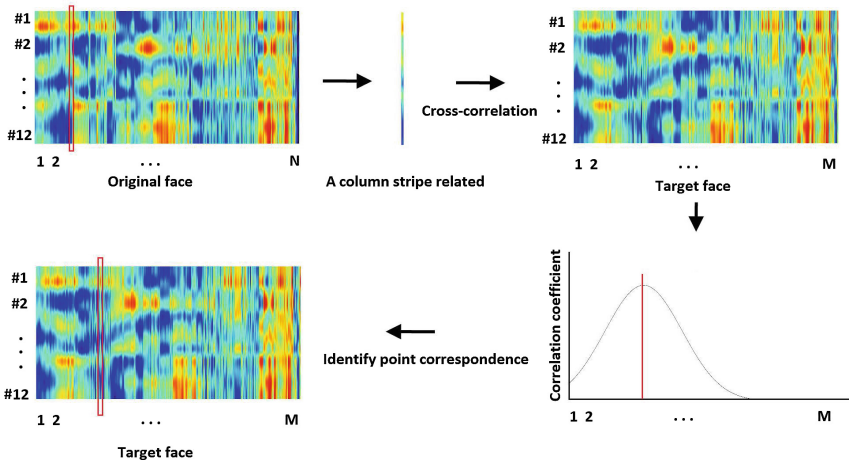 #1
#2
.
.
.
#12
1 2 ... N
Original face
A column stripe related
Cross-correlation
#1
#2
.
.
.
#12
1 2 ... M
Target face
#1
#2
.
.
.
#12
1 2 ... M
Target face
Identify point correspondence
Correlation coefficient
1 2 ... M